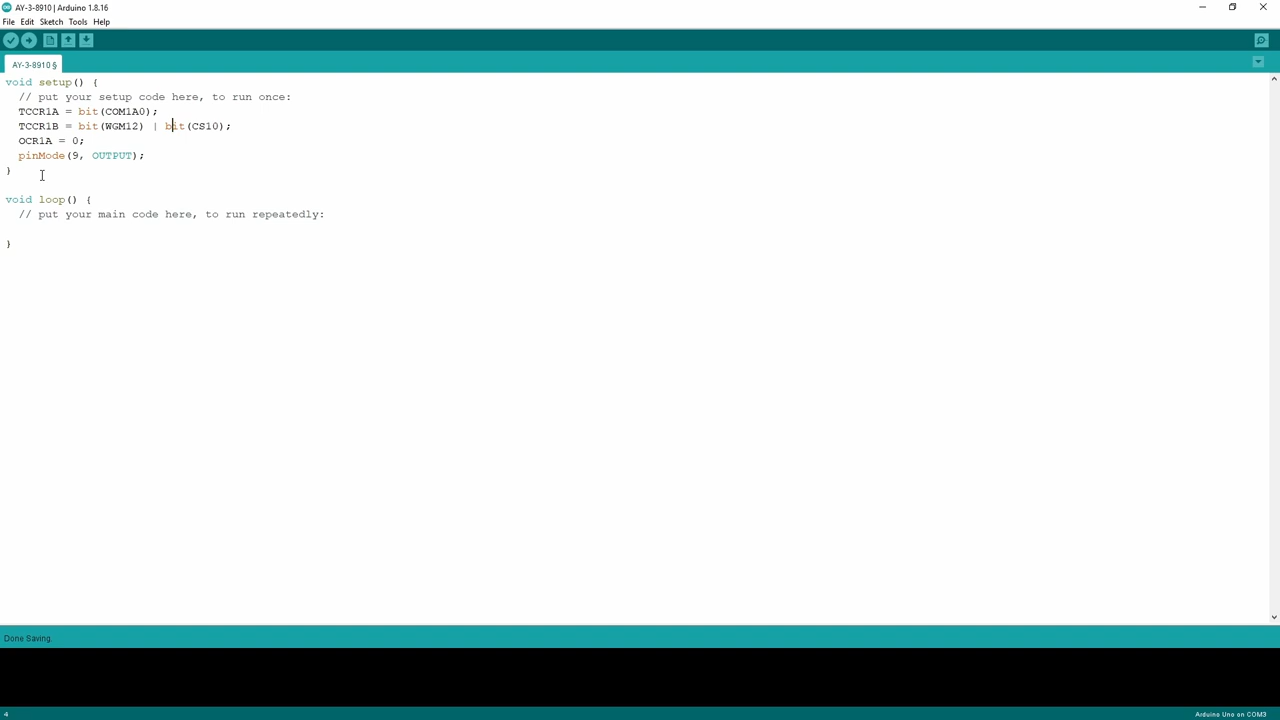 AY-3-8910 | Arduino 1.8.16
File Edit Sketch Tools Help
AY-3-8910 §
void setup() {
  // put your setup code here, to run once:
  TCCR1A = bit(COM1A0);
  TCCR1B = bit(WGM12) | bit(CS10);
  OCR1A = 0;
  pinMode(9, OUTPUT);
}
void loop() {
  // put your main code here, to run repeatedly:
}
Done Saving.
4
Arduino Uno on COM3